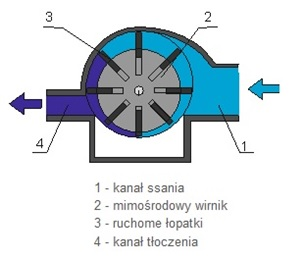 3
2
4
1
1 - kanał ssania
2 - mimośrodowy wirnik
3 - ruchome łopatki
4 - kanał tłoczenia